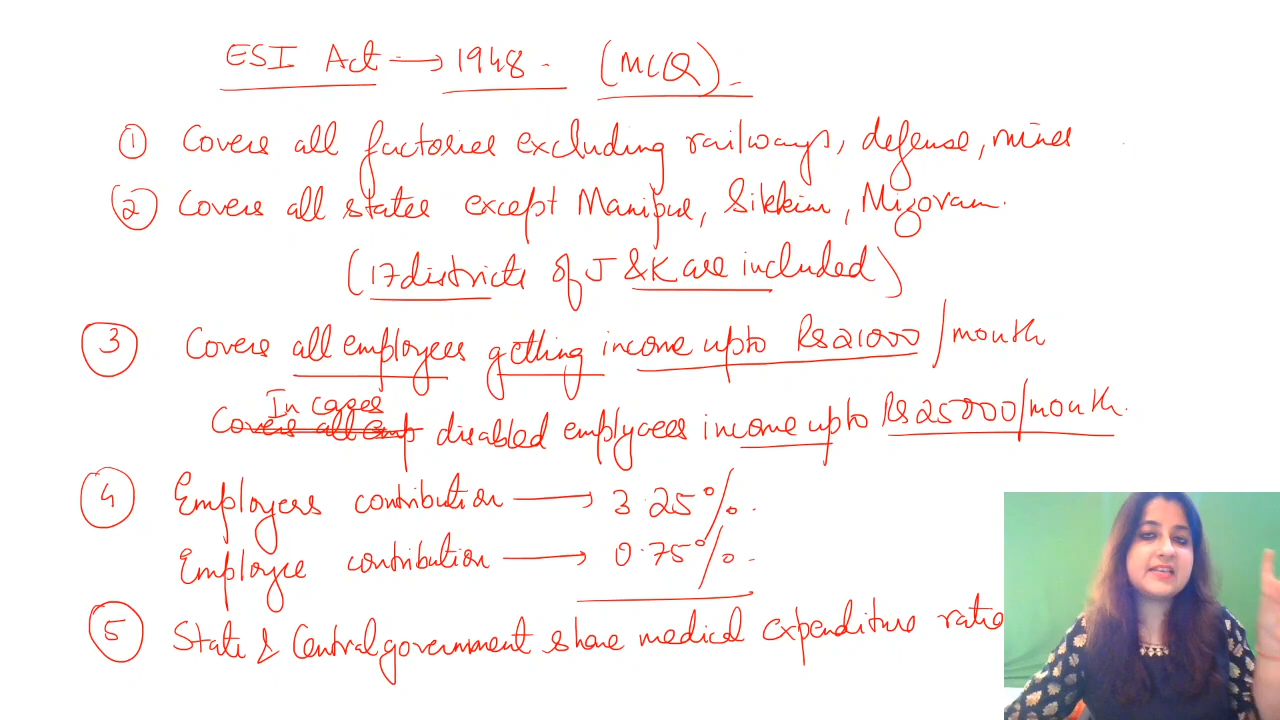 ESI Act → 1948. (MCQ).
① Covers all factories excluding railways, defense, mines
② Covers all states except Manipur, Sikkim, Mizoram.
(17 districts of J & K are included)
③ Covers all employees getting income upto Rs 21000/month
In cases
Covers all emp disabled employees income upto Rs 25000/month.
④ Employers contribution → 3.25%.
Employee contribution → 0.75%.
⑤ State & Central government share medical expenditure ratio